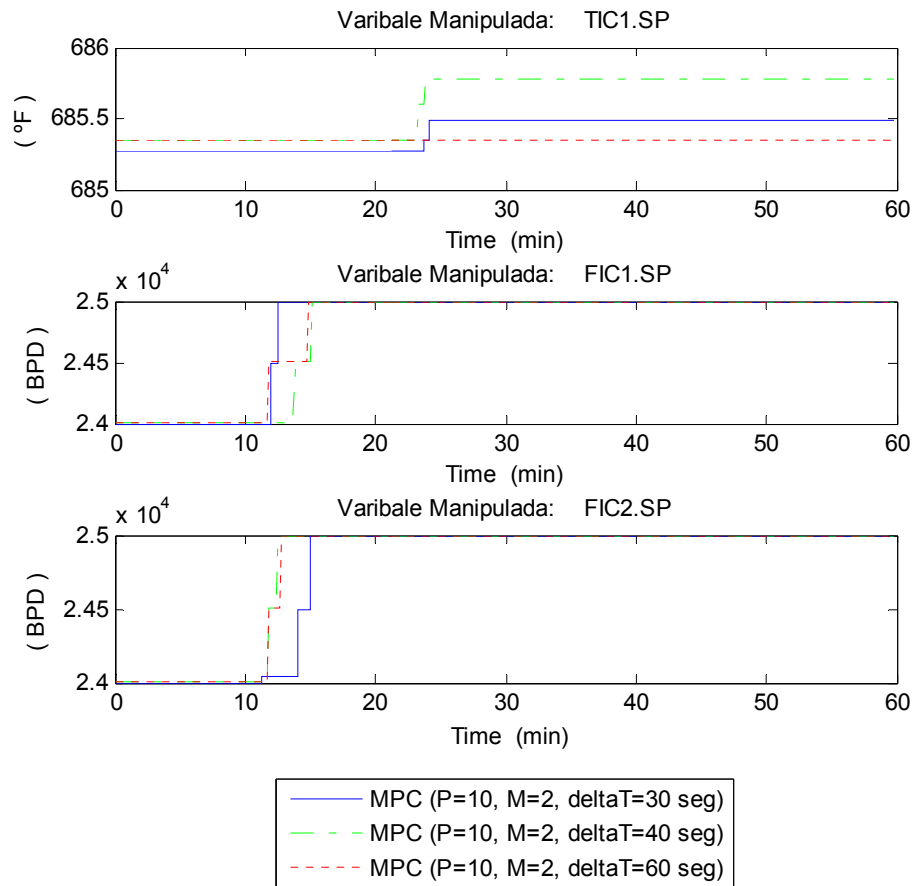 Varibale Manipulada: TIC1.SP
686
685.5
685
( ºF )
0 10 20 30 40 50 60
Time (min)
Varibale Manipulada: FIC1.SP
x 10^4
2.5
2.45
2.4
( BPD )
0 10 20 30 40 50 60
Time (min)
Varibale Manipulada: FIC2.SP
x 10^4
2.5
2.45
2.4
( BPD )
0 10 20 30 40 50 60
Time (min)
MPC (P=10, M=2, deltaT=30 seg)
MPC (P=10, M=2, deltaT=40 seg)
MPC (P=10, M=2, deltaT=60 seg)